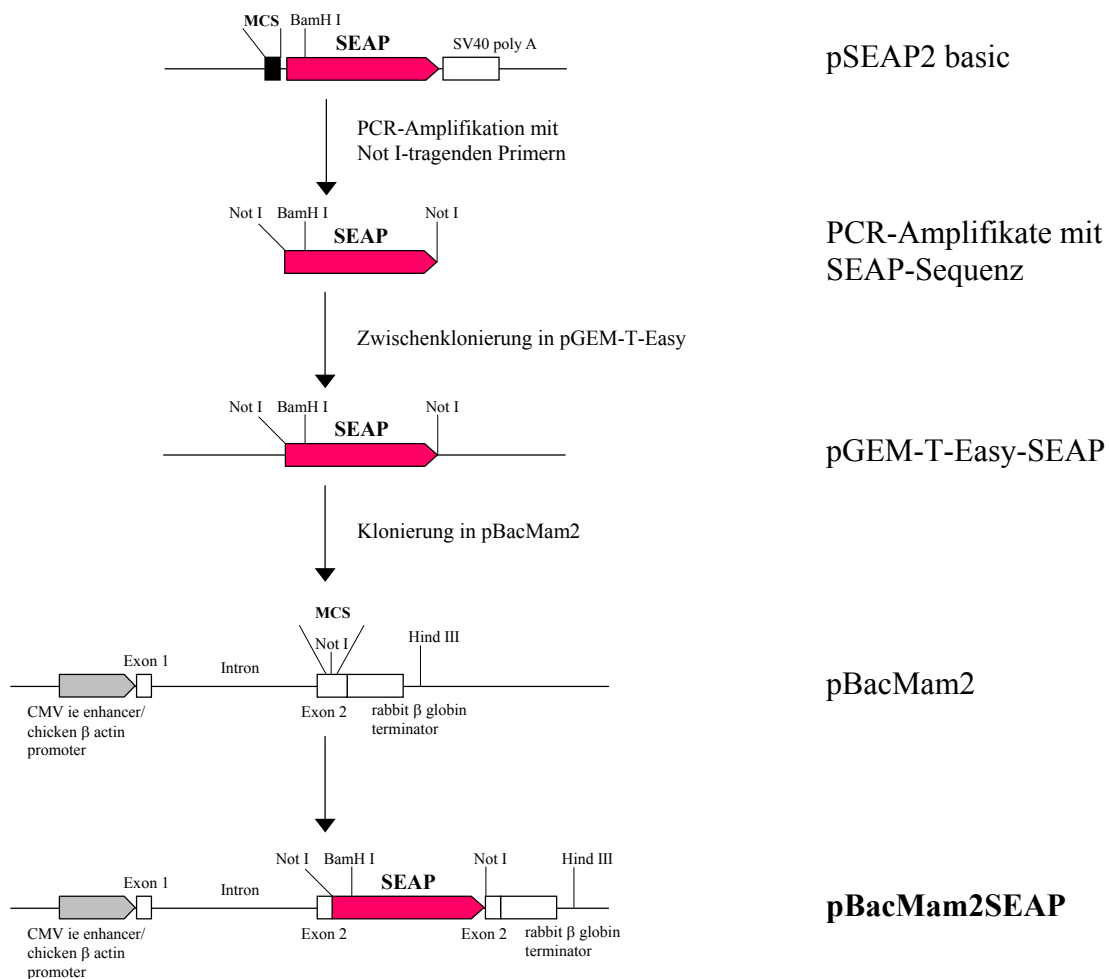 MCS BamH I
SEAP
SV40 poly A
pSEAP2 basic
PCR-Amplifikation mit
Not I-tragenden Primern
Not I BamH I Not I
SEAP
PCR-Amplifikate mit
SEAP-Sequenz
Zwischenklonierung in pGEM-T-Easy
Not I BamH I Not I
SEAP
pGEM-T-Easy-SEAP
Klonierung in pBacMam2
MCS
Not I
Hind III
Exon 1
Intron
pBacMam2
CMV ie enhancer/
chicken β actin
promoter
Exon 2
rabbit β globin
terminator
Not I BamH I Not I Hind III
SEAP
Exon 1
Intron
pBacMam2SEAP
CMV ie enhancer/
chicken β actin
promoter
Exon 2
Exon 2
rabbit β globin
terminator